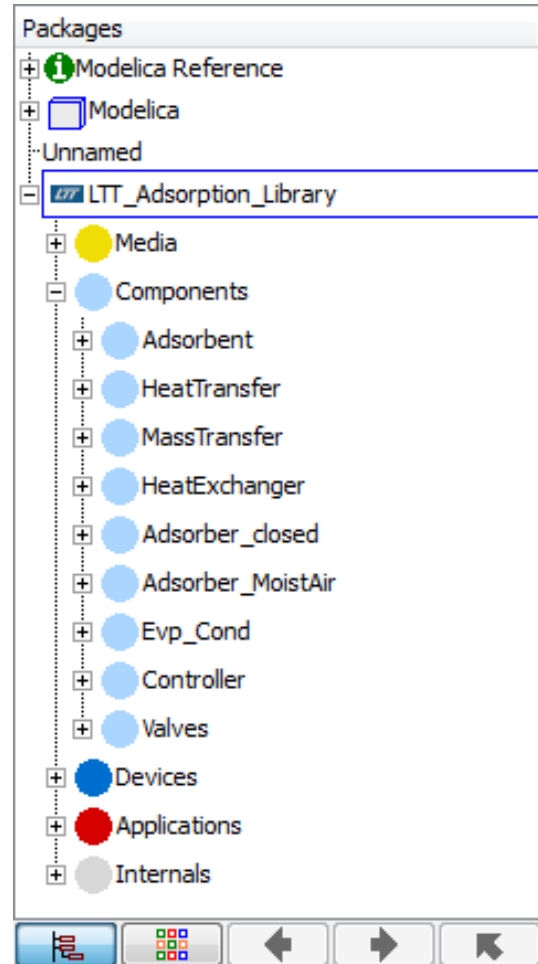 Packages
Modelica Reference
Modelica
Unnamed
LTT LTT_Adsorption_Library
Media
Components
Adsorbent
HeatTransfer
MassTransfer
HeatExchanger
Adsorber_closed
Adsorber_MoistAir
Evp_Cond
Controller
Valves
Devices
Applications
Internals